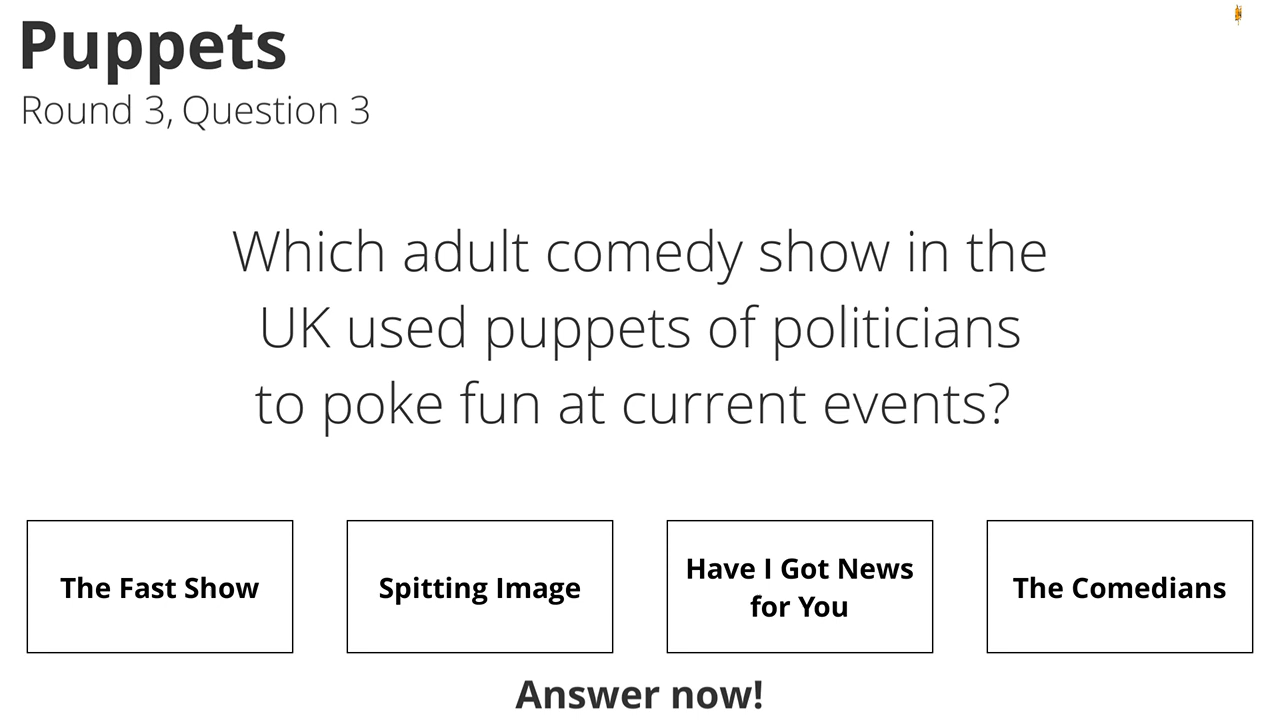 Puppets
Round 3, Question 3
Which adult comedy show in the
UK used puppets of politicians
to poke fun at current events?
The Fast Show
Spitting Image
Have I Got News
for You
The Comedians
Answer now!